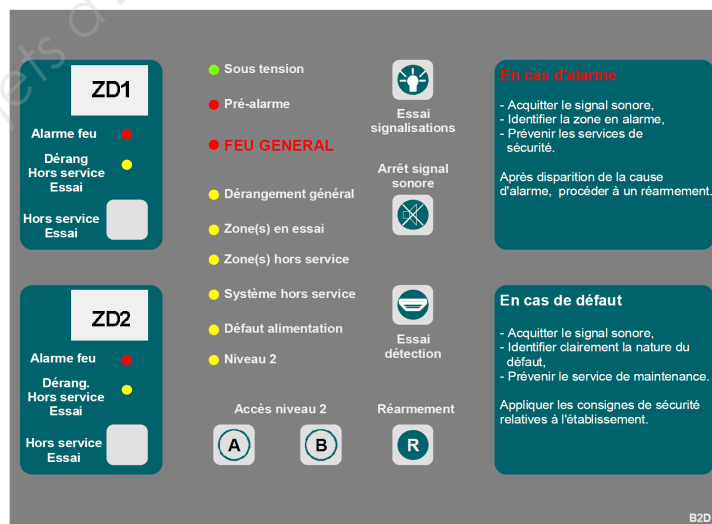 ZD1
Alarme feu
Dérang
Hors service
Essai
Hors service
Essai
ZD2
Alarme feu
Dérang.
Hors service
Essai
Hors service
Essai
Sous tension
Pré-alarme
FEU GENERAL
Dérangement général
Zone(s) en essai
Zone(s) hors service
Système hors service
Défaut alimentation
Niveau 2
Accès niveau 2
A
B
Essai
signalisations
Arrêt signal
sonore
Essai
détection
Réarmement
R
En cas d'alarme
- Acquitter le signal sonore,
- Identifier la zone en alarme,
- Prévenir les services de
sécurité.
Après disparition de la cause
d'alarme, procéder à un réarmement.
En cas de défaut
- Acquitter le signal sonore,
- Identifier clairement la nature du
défaut,
- Prévenir le service de maintenance.
Appliquer les consignes de sécurité
relatives à l'établissement.
B2D